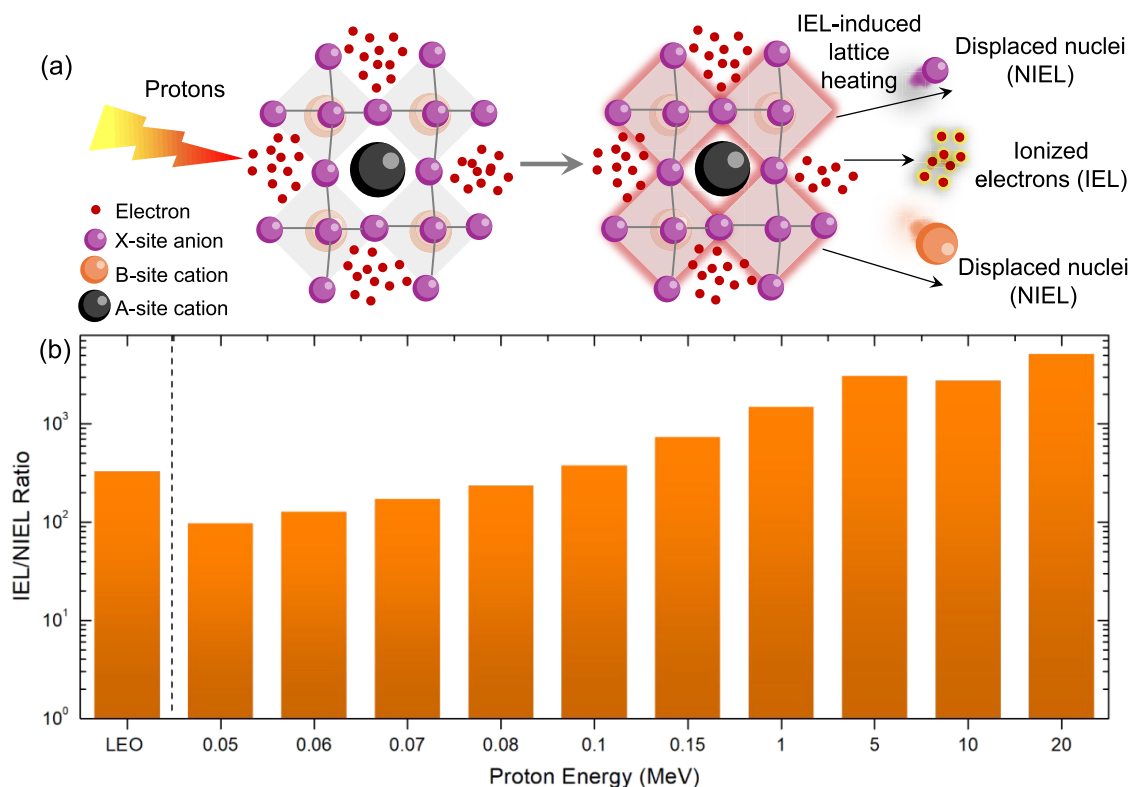 (a)
Protons
Electron
X-site anion
B-site cation
A-site cation
IEL-induced
lattice
heating
Displaced nuclei
(NIEL)
Ionized
electrons (IEL)
Displaced nuclei
(NIEL)
(b)
IEL/NIEL Ratio
10³
10²
10¹
10⁰
LEO 0.05 0.06 0.07 0.08 0.1 0.15 1 5 10 20
Proton Energy (MeV)